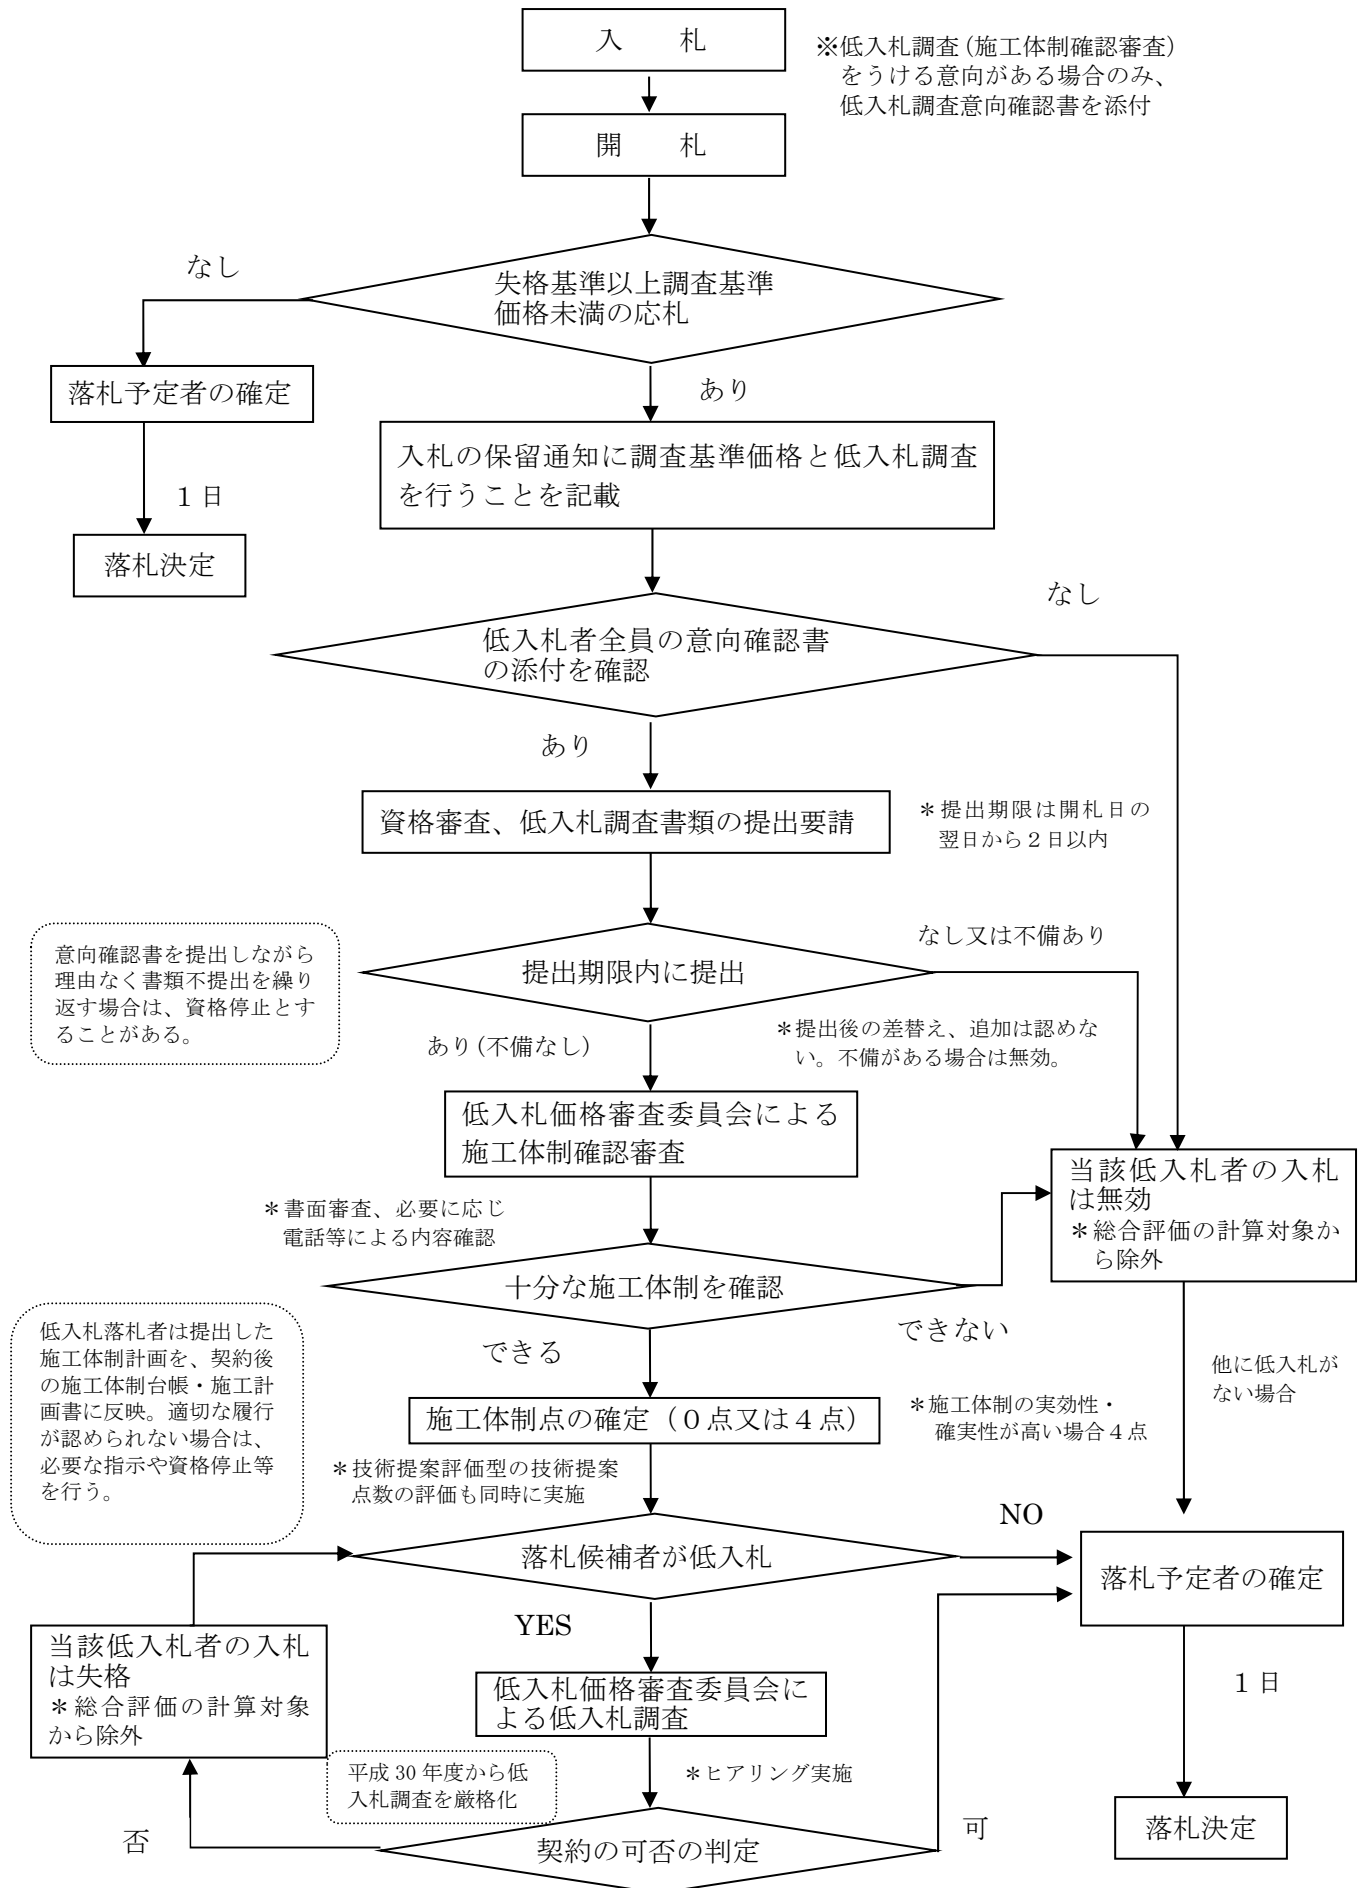 入　札
※低入札調査(施工体制確認審査)
をうける意向がある場合のみ、
低入札調査意向確認書を添付
開　札
なし
失格基準以上調査基準
価格未満の応札
落札予定者の確定
あり
入札の保留通知に調査基準価格と低入札調査
を行うことを記載
1 日
落札決定
なし
低入札者全員の意向確認書
の添付を確認
あり
資格審査、低入札調査書類の提出要請
＊提出期限は開札日の
翌日から２日以内
意向確認書を提出しながら
理由なく書類不提出を繰り
返す場合は、資格停止とす
ることがある。
なし又は不備あり
提出期限内に提出
あり(不備なし)
＊提出後の差替え、追加は認めな
い。不備がある場合は無効。
低入札価格審査委員会による
施工体制確認審査
当該低入札者の入札
は無効
＊総合評価の計算対象か
ら除外
＊書面審査、必要に応じ
電話等による内容確認
十分な施工体制を確認
できない
できる
低入札落札者は提出した
施工体制計画を、契約後
の施工体制台帳・施工計
画書に反映。適切な履行
が認められない場合は、
必要な指示や資格停止等
を行う。
他に低入札が
ない場合
施工体制点の確定（０点又は４点）
＊施工体制の実効性・
確実性が高い場合４点
＊技術提案評価型の技術提案
点数の評価も同時に実施
NO
落札候補者が低入札
落札予定者の確定
YES
当該低入札者の入札
は失格
＊総合評価の計算対象
から除外
低入札価格審査委員会に
よる低入札調査
1 日
平成 30 年度から低
入札調査を厳格化
＊ヒアリング実施
否
契約の可否の判定
可
落札決定